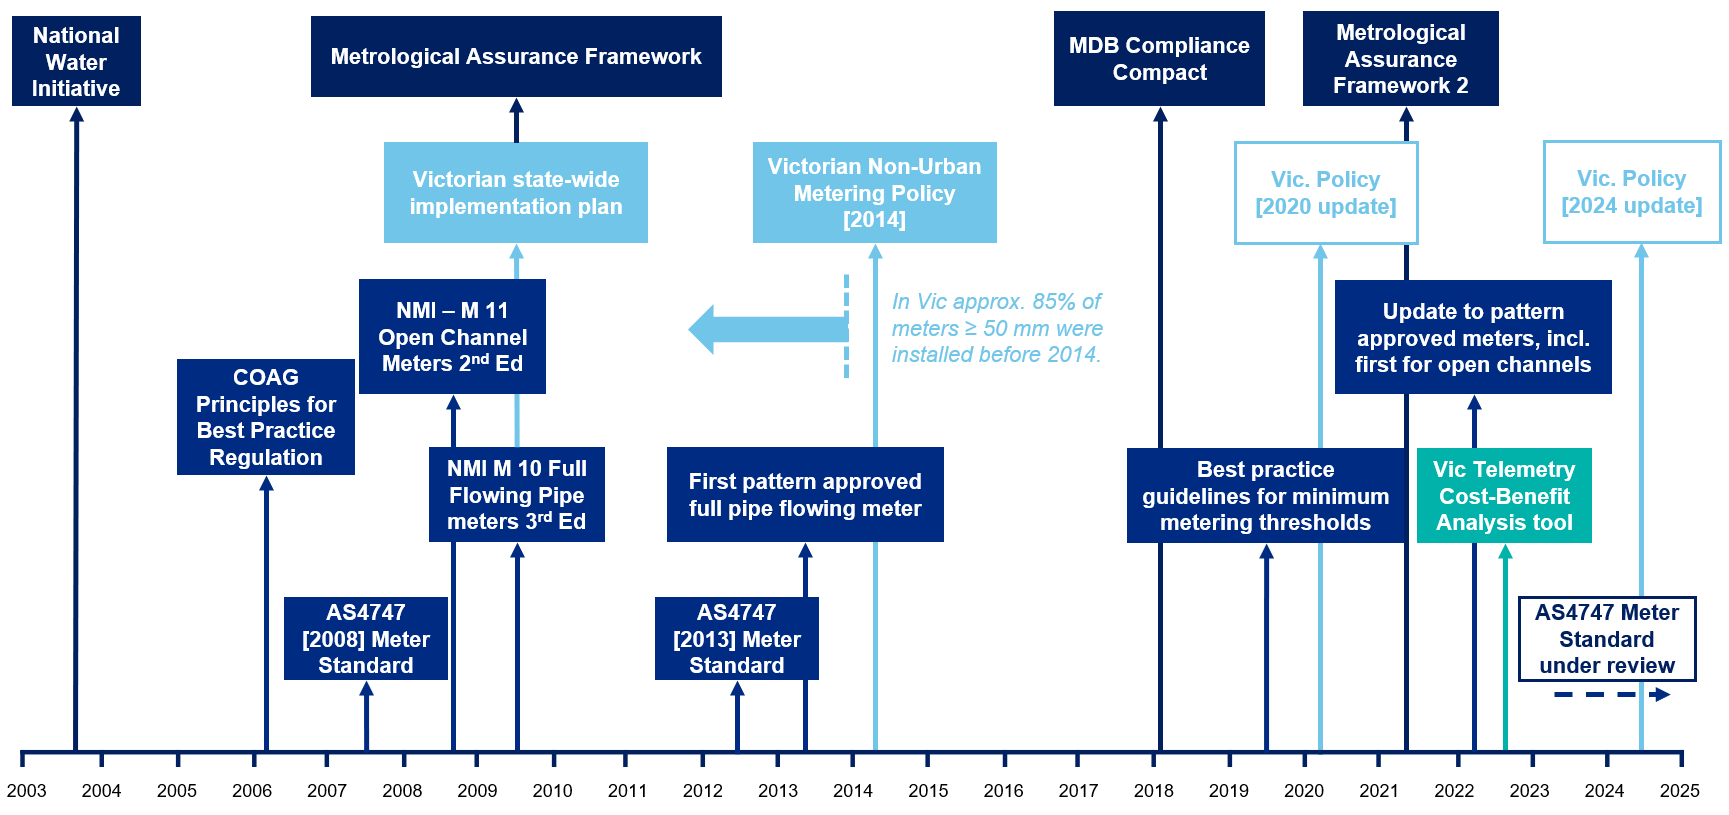 National
Water
Initiative
Metrological Assurance Framework
MDB Compliance
Compact
Metrological
Assurance
Framework 2
Victorian state-wide
implementation plan
Victorian Non-Urban
Metering Policy
[2014]
Vic. Policy
[2020 update]
Vic. Policy
[2024 update]
NMI – M 11
Open Channel
Meters 2nd Ed
In Vic approx. 85% of
meters ≥ 50 mm were
installed before 2014.
Update to pattern
approved meters, incl.
first for open channels
COAG
Principles for
Best Practice
Regulation
NMI M 10 Full
Flowing Pipe
meters 3rd Ed
First pattern approved
full pipe flowing meter
Best practice
guidelines for minimum
metering thresholds
Vic Telemetry
Cost-Benefit
Analysis tool
AS4747
[2008] Meter
Standard
AS4747
[2013] Meter
Standard
AS4747 Meter
Standard
under review
2003 2004 2005 2006 2007 2008 2009 2010 2011 2012 2013 2014 2015 2016 2017 2018 2019 2020 2021 2022 2023 2024 2025